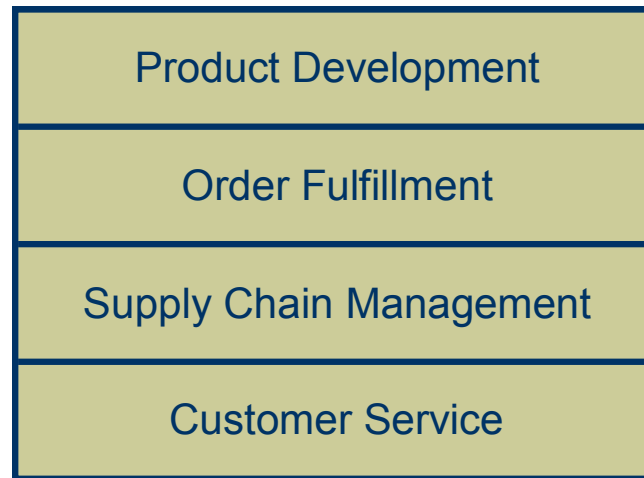 Product Development
Order Fulfillment
Supply Chain Management
Customer Service